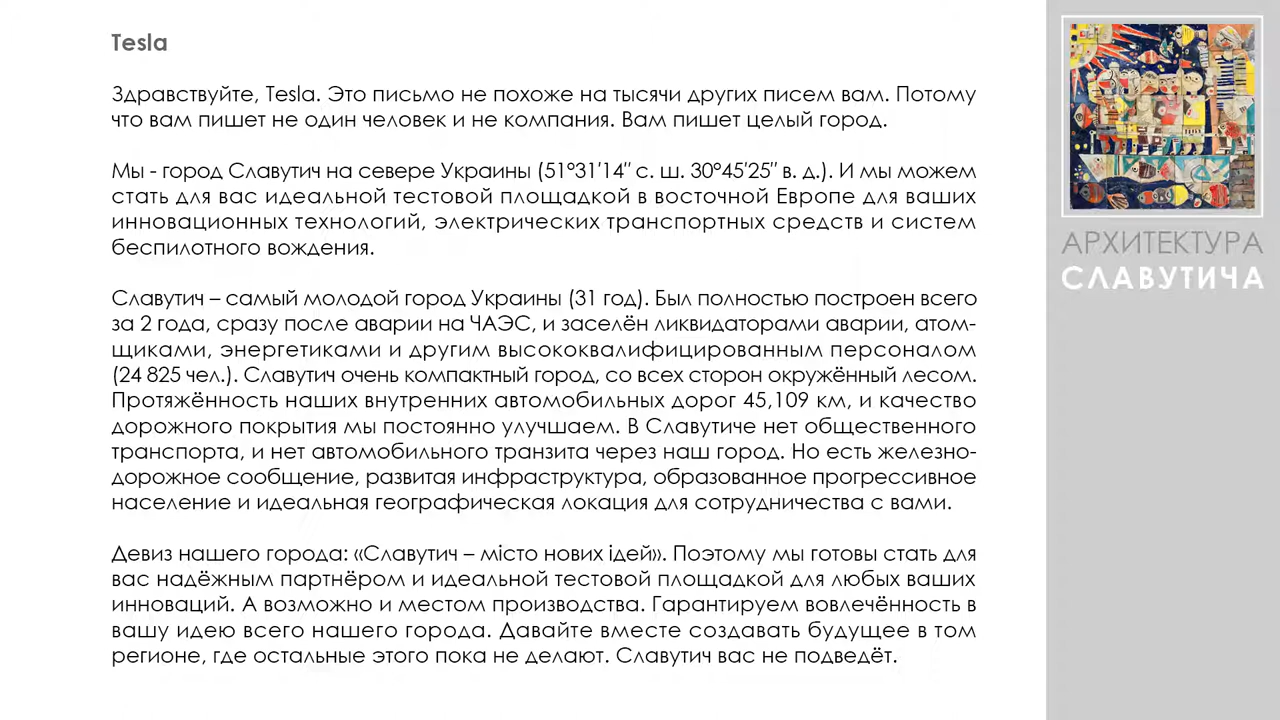 Tesla
Здравствуйте, Tesla. Это письмо не похоже на тысячи других писем вам. Потому
что вам пишет не один человек и не компания. Вам пишет целый город.
Мы - город Славутич на севере Украины (51°31′14″ с. ш. 30°45′25″ в. д.). И мы можем
стать для вас идеальной тестовой площадкой в восточной Европе для ваших
инновационных технологий, электрических транспортных средств и систем
беспилотного вождения.
Славутич – самый молодой город Украины (31 год). Был полностью построен всего
за 2 года, сразу после аварии на ЧАЭС, и заселён ликвидаторами аварии, атом-
щиками, энергетиками и другим высококвалифицированным персоналом
(24 825 чел.). Славутич очень компактный город, со всех сторон окружённый лесом.
Протяжённость наших внутренних автомобильных дорог 45,109 км, и качество
дорожного покрытия мы постоянно улучшаем. В Славутиче нет общественного
транспорта, и нет автомобильного транзита через наш город. Но есть железно-
дорожное сообщение, развитая инфраструктура, образованное прогрессивное
население и идеальная географическая локация для сотрудничества с вами.
Девиз нашего города: «Славутич – місто нових ідей». Поэтому мы готовы стать для
вас надёжным партнёром и идеальной тестовой площадкой для любых ваших
инноваций. А возможно и местом производства. Гарантируем вовлечённость в
вашу идею всего нашего города. Давайте вместе создавать будущее в том
регионе, где остальные этого пока не делают. Славутич вас не подведёт.
АРХИТЕКТУРА
СЛАВУТИЧА